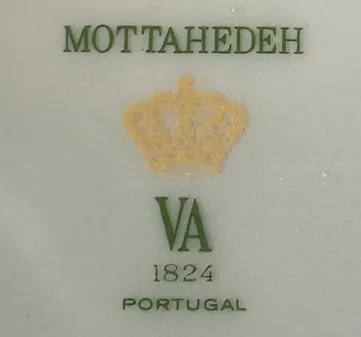 MOTTAHEDEH
VA
1824
PORTUGAL